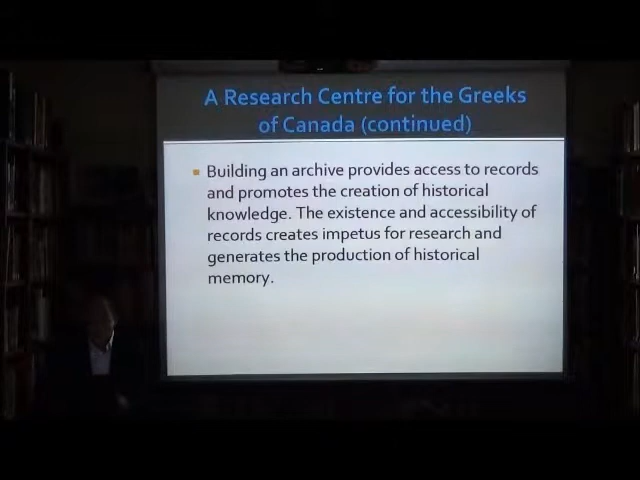 A Research Centre for the Greeks
of Canada (continued)
Building an archive provides access to records
and promotes the creation of historical
knowledge. The existence and accessibility of
records creates impetus for research and
generates the production of historical
memory.